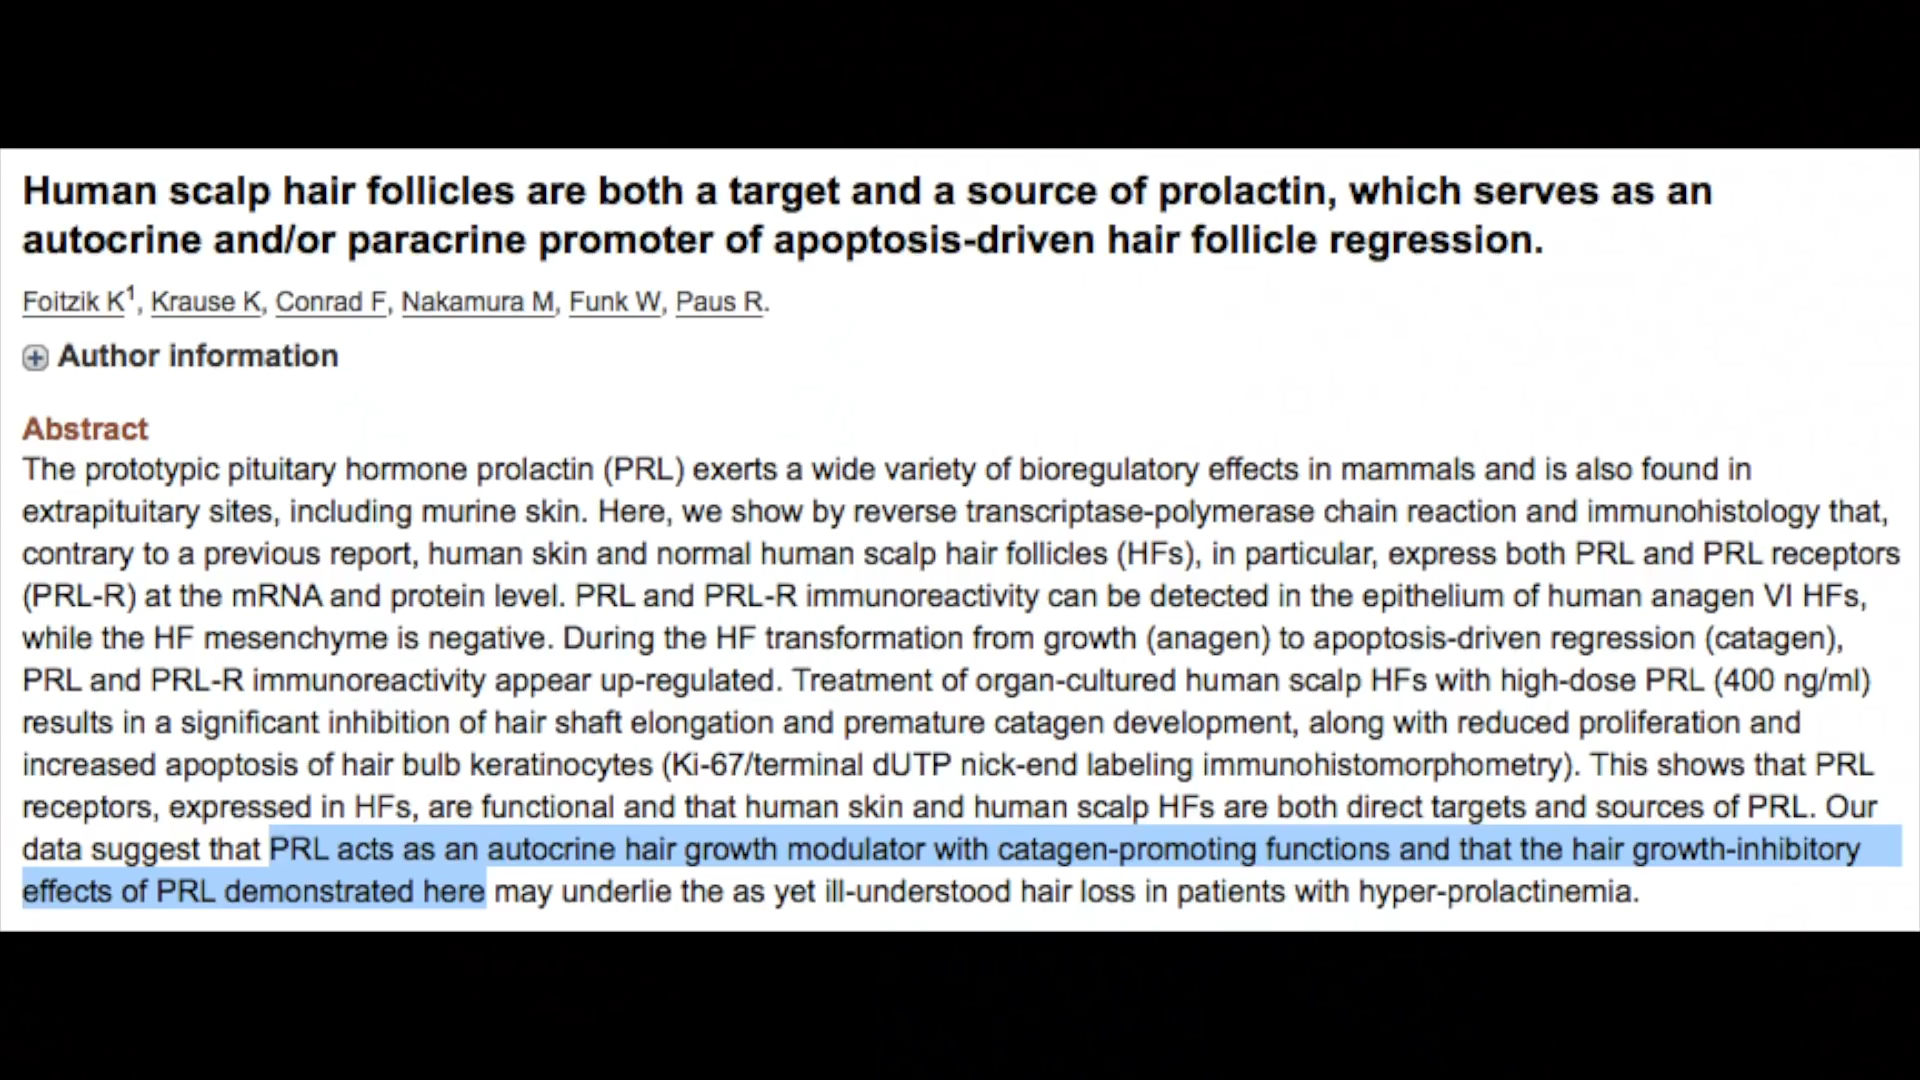 Human scalp hair follicles are both a target and a source of prolactin, which serves as an
autocrine and/or paracrine promoter of apoptosis-driven hair follicle regression.
Foitzik K1, Krause K, Conrad F, Nakamura M, Funk W, Paus R.
Author information
Abstract
The prototypic pituitary hormone prolactin (PRL) exerts a wide variety of bioregulatory effects in mammals and is also found in
extrapituitary sites, including murine skin. Here, we show by reverse transcriptase-polymerase chain reaction and immunohistology that,
contrary to a previous report, human skin and normal human scalp hair follicles (HFs), in particular, express both PRL and PRL receptors
(PRL-R) at the mRNA and protein level. PRL and PRL-R immunoreactivity can be detected in the epithelium of human anagen VI HFs,
while the HF mesenchyme is negative. During the HF transformation from growth (anagen) to apoptosis-driven regression (catagen),
PRL and PRL-R immunoreactivity appear up-regulated. Treatment of organ-cultured human scalp HFs with high-dose PRL (400 ng/ml)
results in a significant inhibition of hair shaft elongation and premature catagen development, along with reduced proliferation and
increased apoptosis of hair bulb keratinocytes (Ki-67/terminal dUTP nick-end labeling immunohistomorphometry). This shows that PRL
receptors, expressed in HFs, are functional and that human skin and human scalp HFs are both direct targets and sources of PRL. Our
data suggest that PRL acts as an autocrine hair growth modulator with catagen-promoting functions and that the hair growth-inhibitory
effects of PRL demonstrated here may underlie the as yet ill-understood hair loss in patients with hyper-prolactinemia.